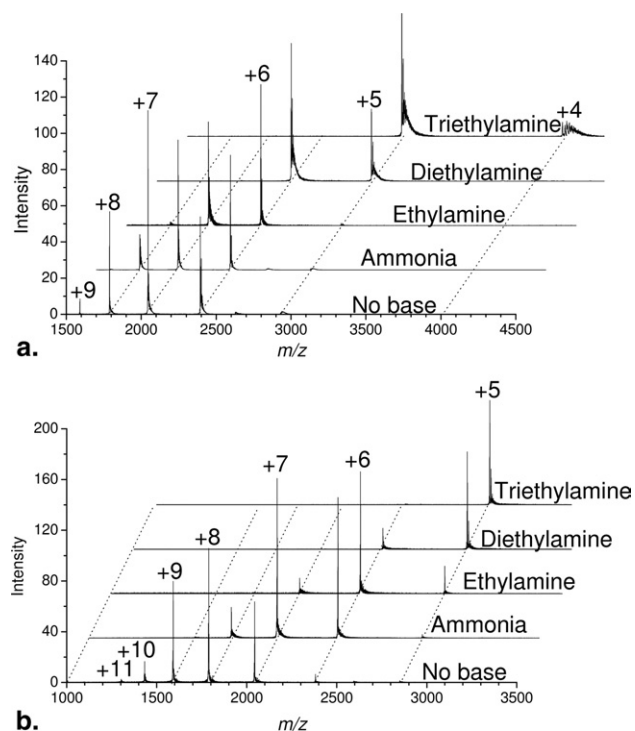 140
120
100
80
60
40
20
0
Intensity
+9
+8
+7
+6
+5
+4
Triethylamine
Diethylamine
Ethylamine
Ammonia
No base
1500 2000 2500 3000 3500 4000 4500
m/z
a.
200
160
120
80
40
0
Intensity
+11
+10
+9
+8
+7
+6
+5
Triethylamine
Diethylamine
Ethylamine
Ammonia
No base
1000 1500 2000 2500 3000 3500
m/z
b.